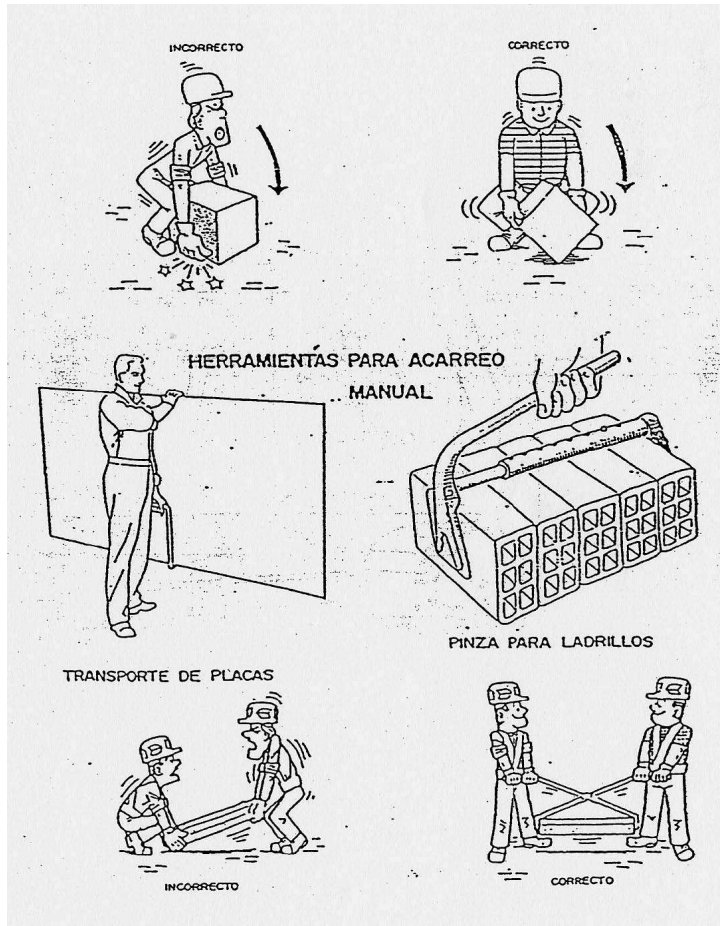 INCORRECTO
CORRECTO
HERRAMIENTAS PARA ACARREO
MANUAL
PINZA PARA LADRILLOS
TRANSPORTE DE PLACAS
INCORRECTO
CORRECTO